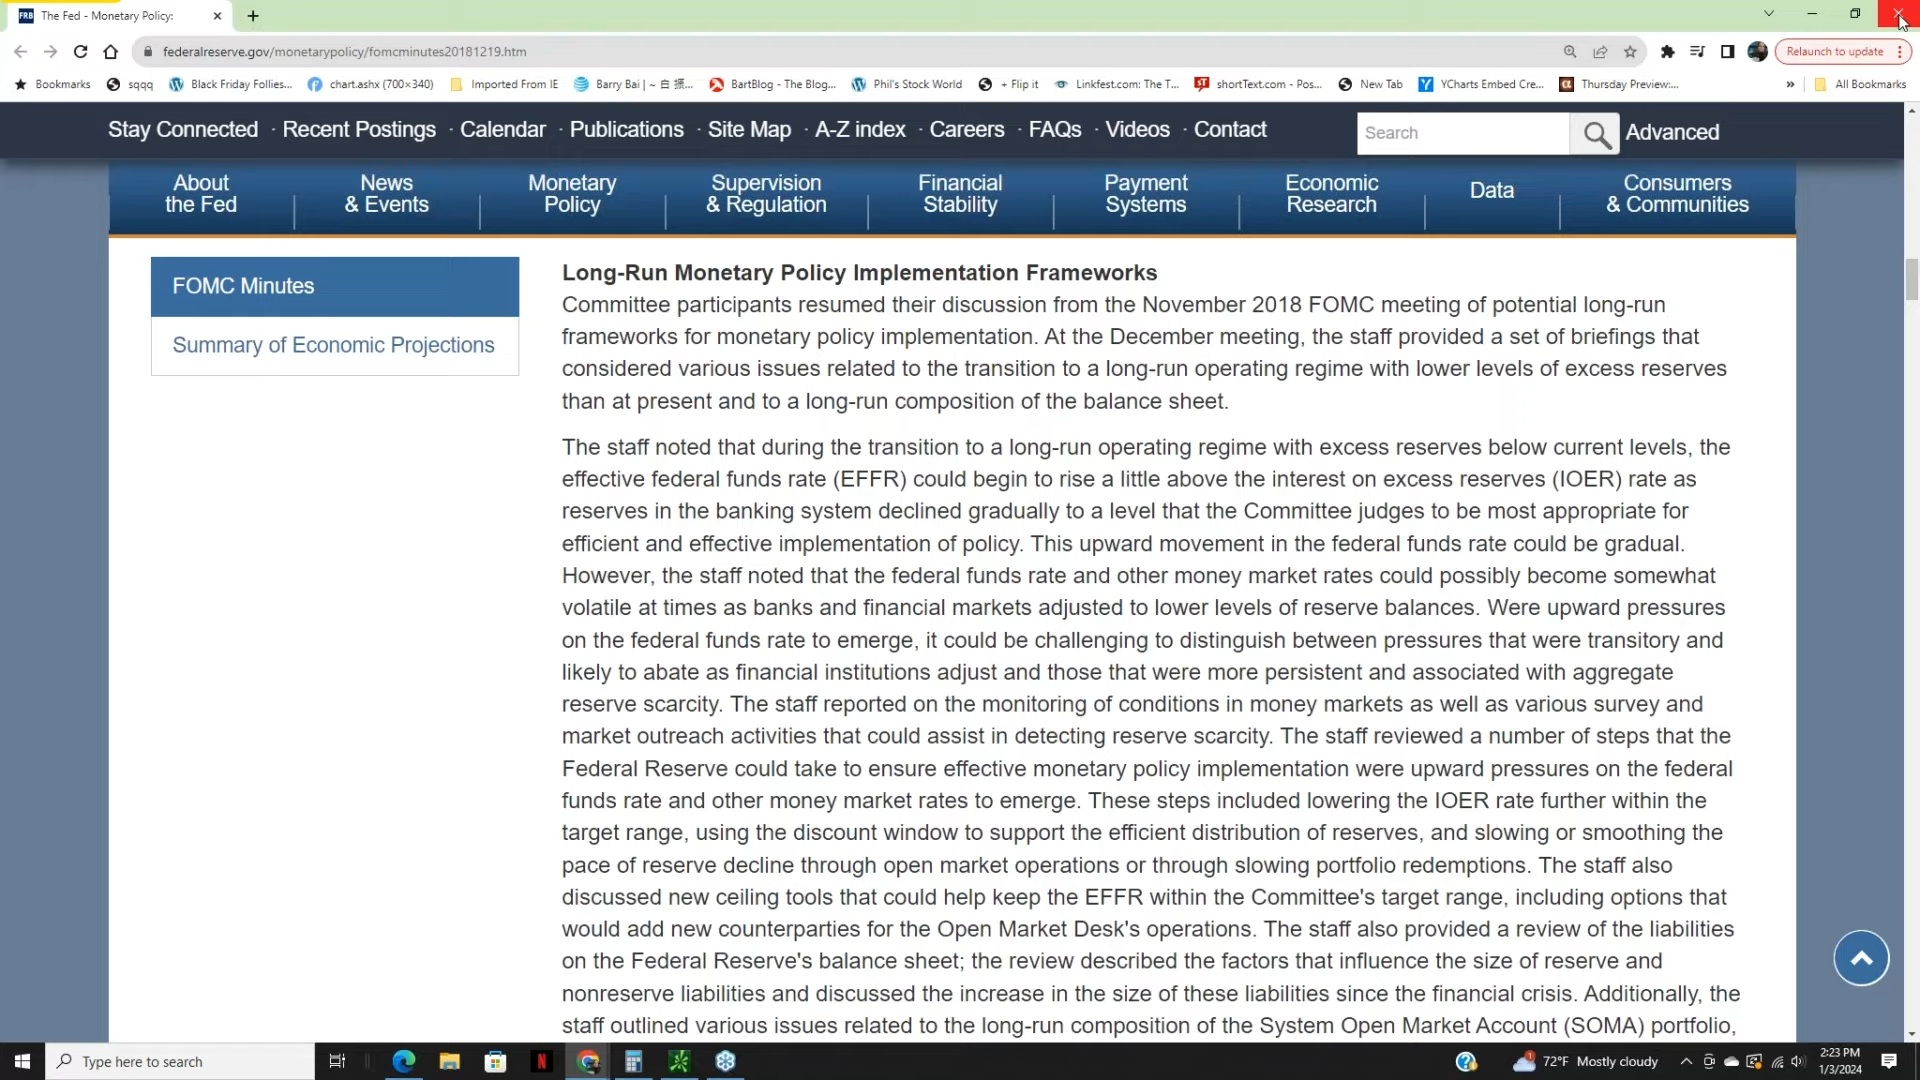 FRB The Fed - Monetary Policy:
federalreserve.gov/monetarypolicy/fomcminutes20181219.htm
Relaunch to update
Bookmarks sqqq Black Friday Follies... chart.ashx (700×340) Imported From IE Barry Bai | ~ 白 振... BartBlog - The Blog... Phil's Stock World + Flip it Linkfest.com: The T... shortText.com - Pos... New Tab YCharts Embed Cre... Thursday Preview:... » All Bookmarks
Stay Connected · Recent Postings · Calendar · Publications · Site Map · A-Z index · Careers · FAQs · Videos · Contact
Search
Advanced
About
the Fed
News
& Events
Monetary
Policy
Supervision
& Regulation
Financial
Stability
Payment
Systems
Economic
Research
Data
Consumers
& Communities
FOMC Minutes
Summary of Economic Projections
Long-Run Monetary Policy Implementation Frameworks
Committee participants resumed their discussion from the November 2018 FOMC meeting of potential long-run
frameworks for monetary policy implementation. At the December meeting, the staff provided a set of briefings that
considered various issues related to the transition to a long-run operating regime with lower levels of excess reserves
than at present and to a long-run composition of the balance sheet.
The staff noted that during the transition to a long-run operating regime with excess reserves below current levels, the
effective federal funds rate (EFFR) could begin to rise a little above the interest on excess reserves (IOER) rate as
reserves in the banking system declined gradually to a level that the Committee judges to be most appropriate for
efficient and effective implementation of policy. This upward movement in the federal funds rate could be gradual.
However, the staff noted that the federal funds rate and other money market rates could possibly become somewhat
volatile at times as banks and financial markets adjusted to lower levels of reserve balances. Were upward pressures
on the federal funds rate to emerge, it could be challenging to distinguish between pressures that were transitory and
likely to abate as financial institutions adjust and those that were more persistent and associated with aggregate
reserve scarcity. The staff reported on the monitoring of conditions in money markets as well as various survey and
market outreach activities that could assist in detecting reserve scarcity. The staff reviewed a number of steps that the
Federal Reserve could take to ensure effective monetary policy implementation were upward pressures on the federal
funds rate and other money market rates to emerge. These steps included lowering the IOER rate further within the
target range, using the discount window to support the efficient distribution of reserves, and slowing or smoothing the
pace of reserve decline through open market operations or through slowing portfolio redemptions. The staff also
discussed new ceiling tools that could help keep the EFFR within the Committee's target range, including options that
would add new counterparties for the Open Market Desk's operations. The staff also provided a review of the liabilities
on the Federal Reserve's balance sheet; the review described the factors that influence the size of reserve and
nonreserve liabilities and discussed the increase in the size of these liabilities since the financial crisis. Additionally, the
staff outlined various issues related to the long-run composition of the System Open Market Account (SOMA) portfolio,
Type here to search
72°F Mostly cloudy
2:23 PM
1/3/2024